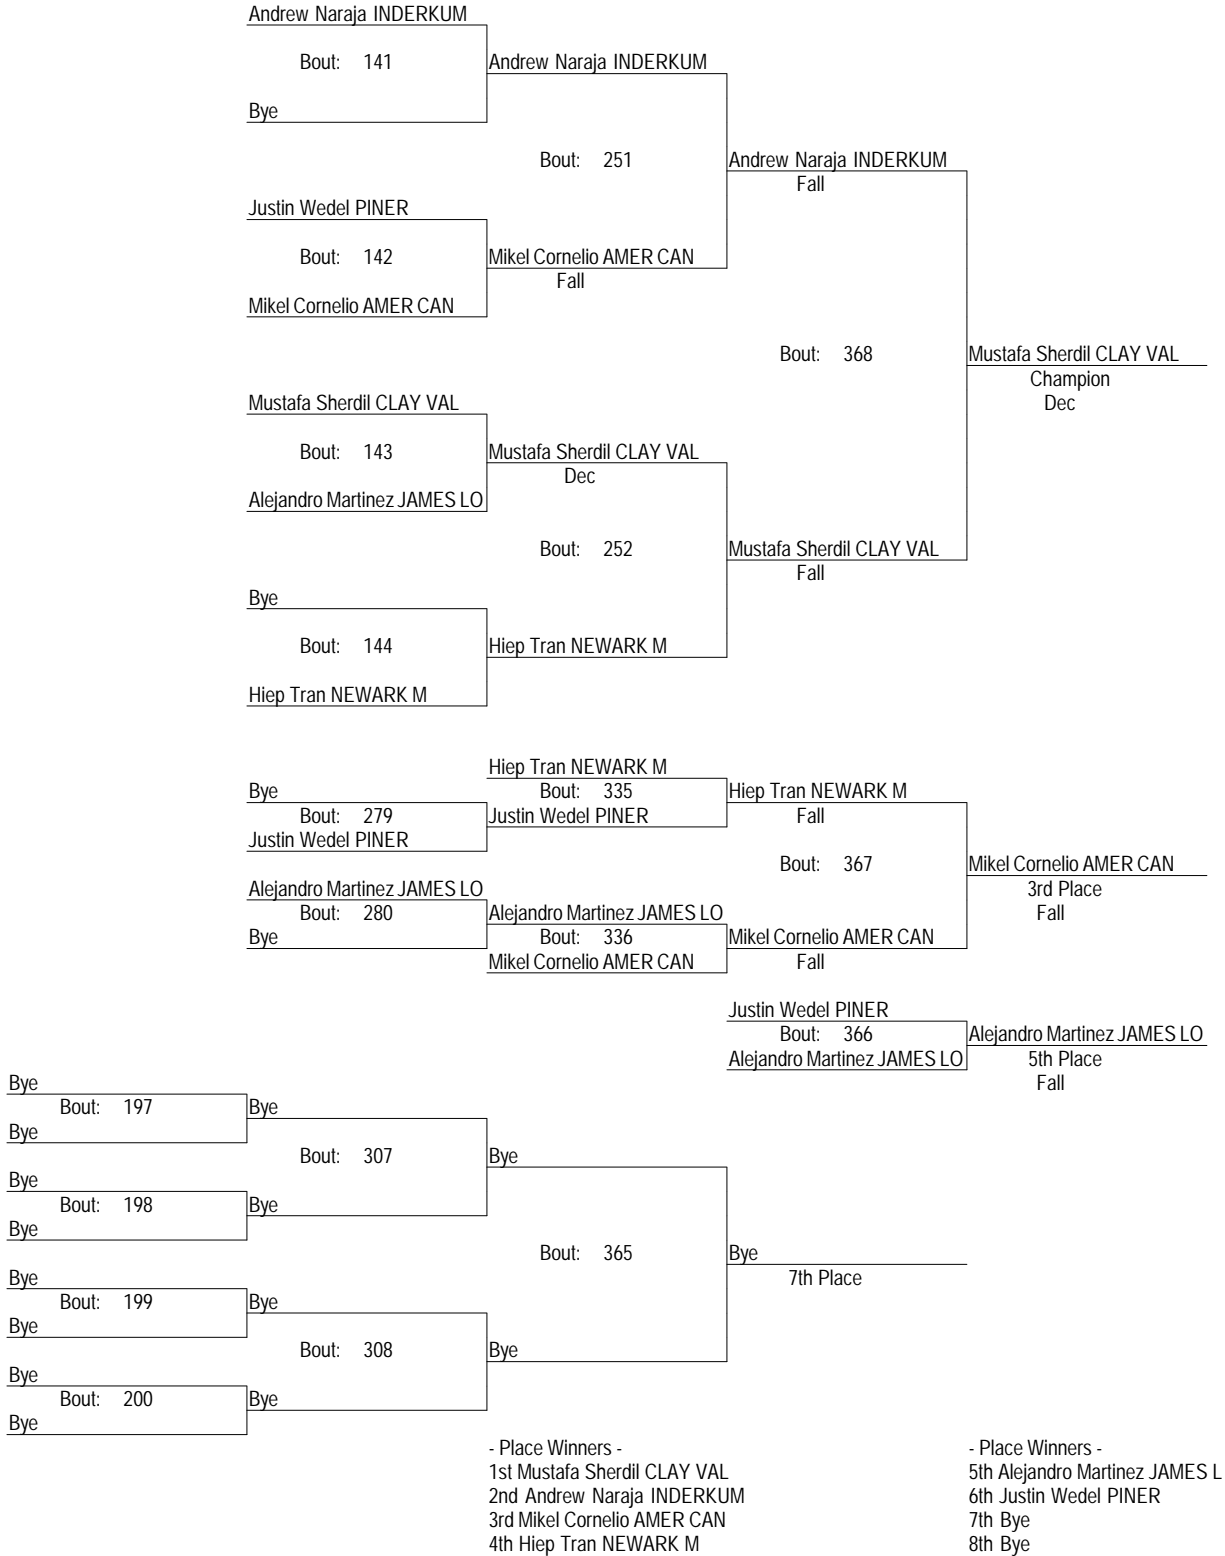 Andrew Naraja INDERKUM
Bout: 141
Andrew Naraja INDERKUM
Bye
Bout: 251
Andrew Naraja INDERKUM
Fall
Justin Wedel PINER
Bout: 142
Mikel Cornelio AMER CAN
Fall
Mikel Cornelio AMER CAN
Bout: 368
Mustafa Sherdil CLAY VAL
Champion
Dec
Mustafa Sherdil CLAY VAL
Bout: 143
Mustafa Sherdil CLAY VAL
Dec
Alejandro Martinez JAMES LO
Bout: 252
Mustafa Sherdil CLAY VAL
Fall
Bye
Bout: 144
Hiep Tran NEWARK M
Hiep Tran NEWARK M
Hiep Tran NEWARK M
Bye
Bout: 335
Hiep Tran NEWARK M
Bout: 279
Justin Wedel PINER
Fall
Justin Wedel PINER
Bout: 367
Mikel Cornelio AMER CAN
Alejandro Martinez JAMES LO
3rd Place
Bout: 280
Alejandro Martinez JAMES LO
Fall
Bye
Bout: 336
Mikel Cornelio AMER CAN
Mikel Cornelio AMER CAN
Fall
Justin Wedel PINER
Bout: 366
Alejandro Martinez JAMES LO
Alejandro Martinez JAMES LO
5th Place
Fall
Bye
Bout: 197
Bye
Bye
Bout: 307
Bye
Bye
Bout: 198
Bye
Bye
Bout: 365
Bye
7th Place
Bye
Bout: 199
Bye
Bye
Bout: 308
Bye
Bye
Bout: 200
Bye
Bye
- Place Winners -
1st Mustafa Sherdil CLAY VAL
2nd Andrew Naraja INDERKUM
3rd Mikel Cornelio AMER CAN
4th Hiep Tran NEWARK M
- Place Winners -
5th Alejandro Martinez JAMES L
6th Justin Wedel PINER
7th Bye
8th Bye